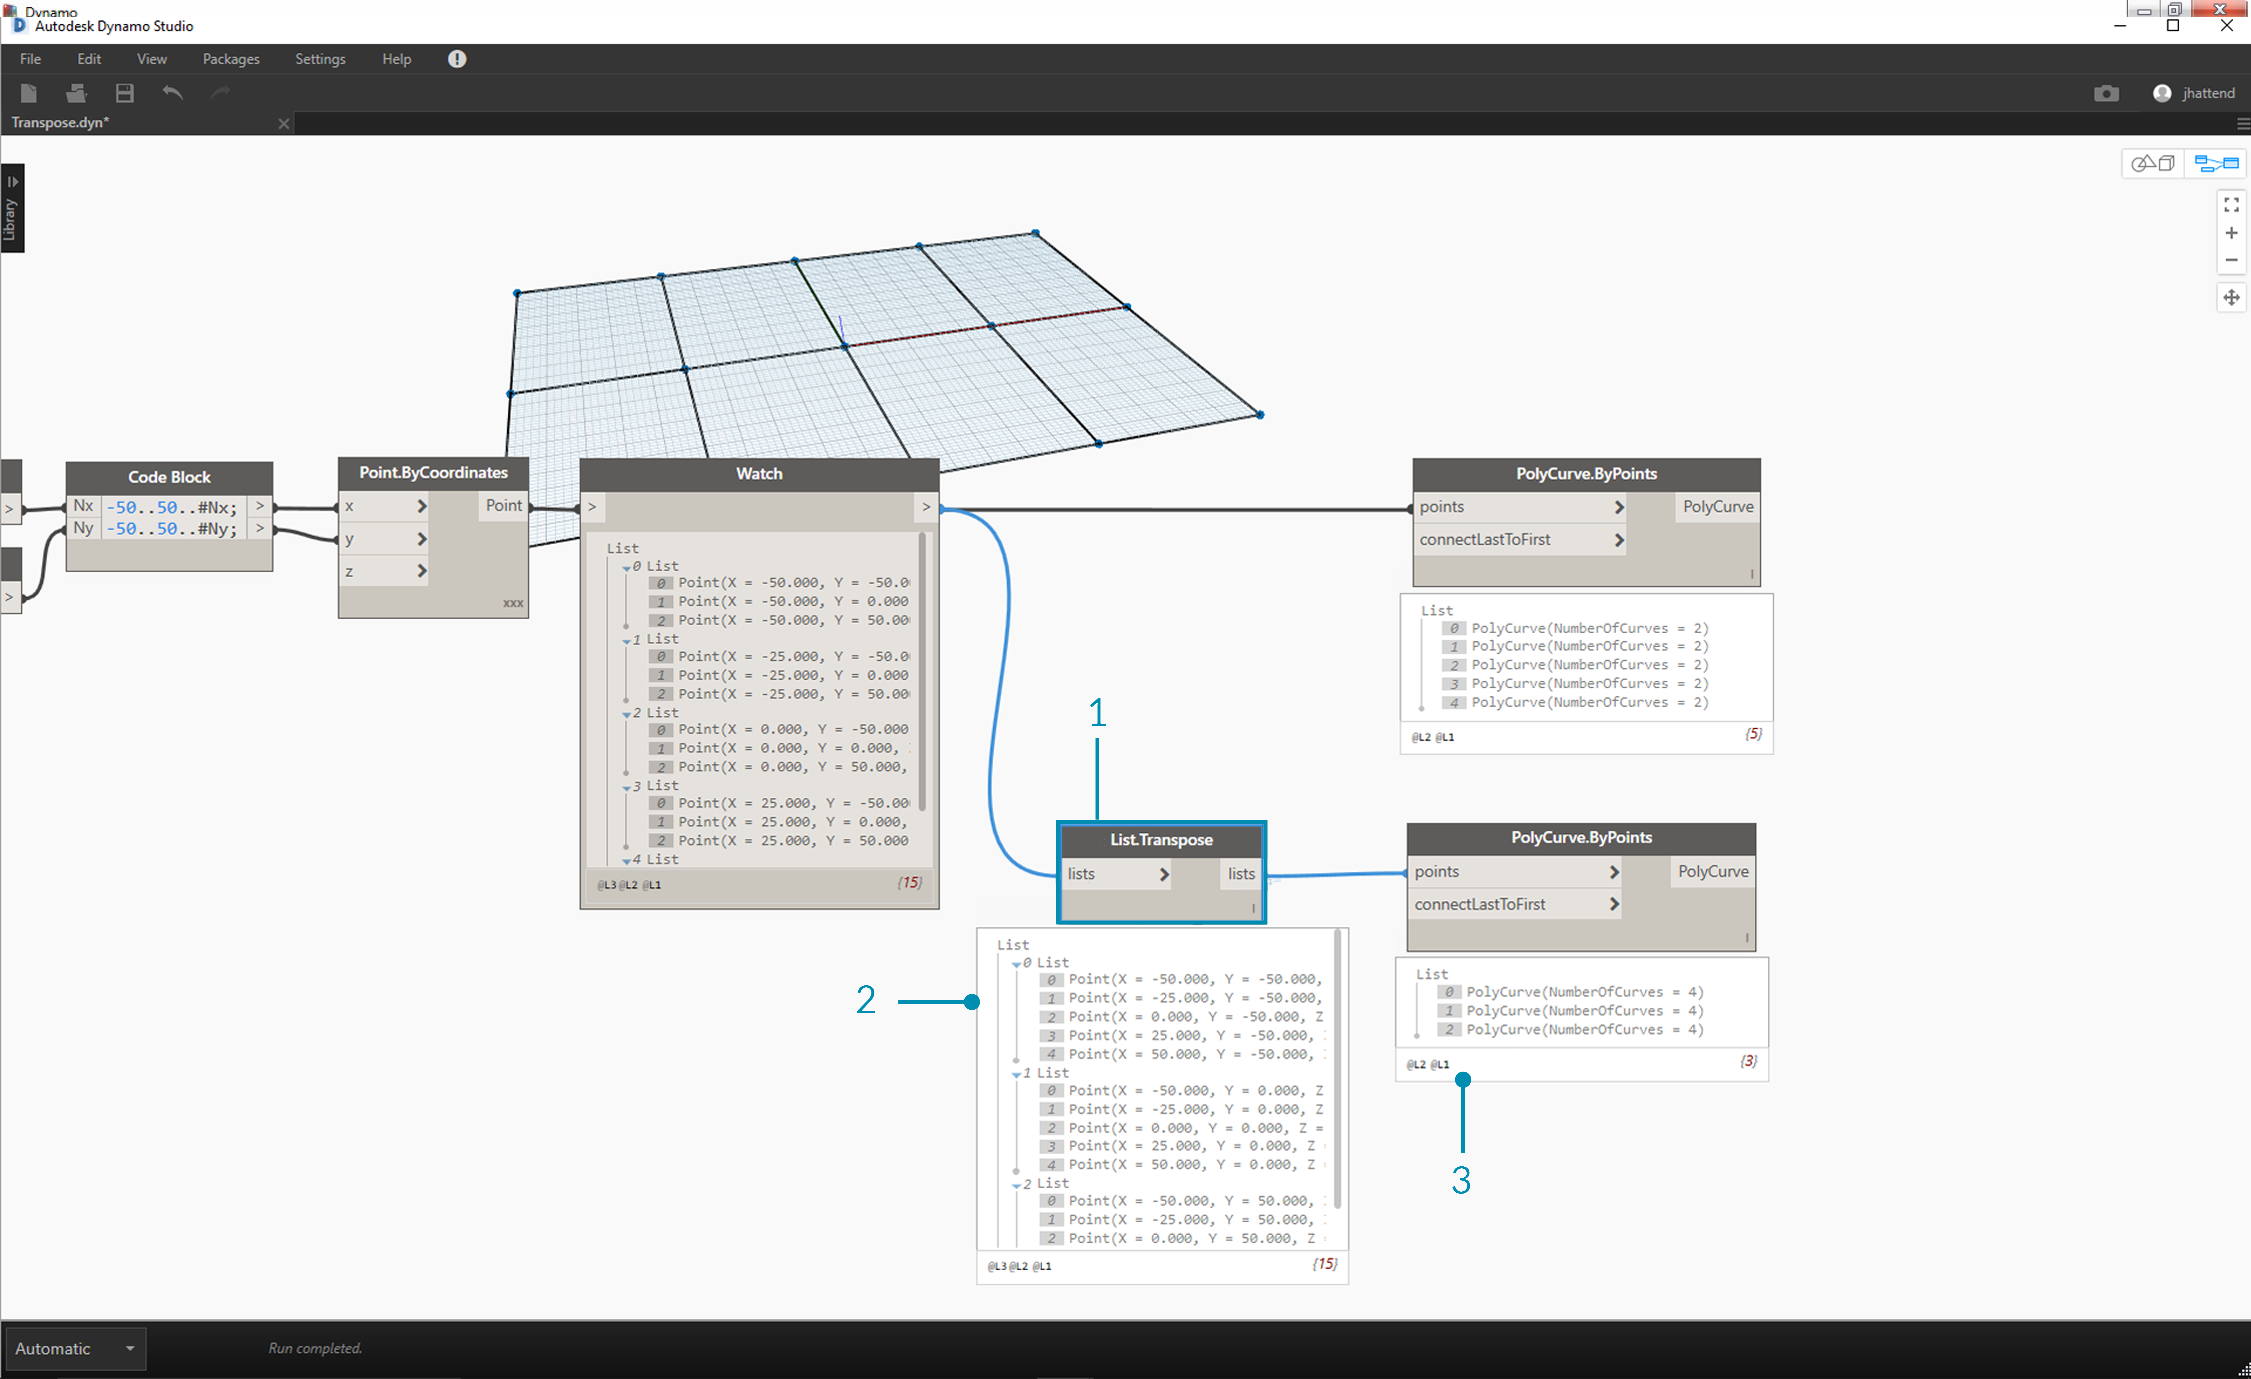 Dynamo
Autodesk Dynamo Studio
File Edit View Packages Settings Help
jhattend
Transpose.dyn*
Library
Code Block
Nx -50..50..#Nx; >
Ny -50..50..#Ny; >
Point.ByCoordinates
x > Point
y >
z >
xxx
Watch
> >
List
0 List
0 Point(X = -50.000, Y = -50.0
1 Point(X = -50.000, Y = 0.000
2 Point(X = -50.000, Y = 50.00
1 List
0 Point(X = -25.000, Y = -50.0
1 Point(X = -25.000, Y = 0.000
2 Point(X = -25.000, Y = 50.00
2 List
0 Point(X = 0.000, Y = -50.000
1 Point(X = 0.000, Y = 0.000,
2 Point(X = 0.000, Y = 50.000,
3 List
0 Point(X = 25.000, Y = -50.00
1 Point(X = 25.000, Y = 0.000,
2 Point(X = 25.000, Y = 50.000
4 List
@L3 @L2 @L1 {15}
PolyCurve.ByPoints
points > PolyCurve
connectLastToFirst >
List
0 PolyCurve(NumberOfCurves = 2)
1 PolyCurve(NumberOfCurves = 2)
2 PolyCurve(NumberOfCurves = 2)
3 PolyCurve(NumberOfCurves = 2)
4 PolyCurve(NumberOfCurves = 2)
@L2 @L1 {5}
1
List.Transpose
lists > lists
2
List
0 List
0 Point(X = -50.000, Y = -50.000,
1 Point(X = -25.000, Y = -50.000,
2 Point(X = 0.000, Y = -50.000, Z
3 Point(X = 25.000, Y = -50.000,
4 Point(X = 50.000, Y = -50.000,
1 List
0 Point(X = -50.000, Y = 0.000, Z
1 Point(X = -25.000, Y = 0.000, Z
2 Point(X = 0.000, Y = 0.000, Z =
3 Point(X = 25.000, Y = 0.000, Z
4 Point(X = 50.000, Y = 0.000, Z
2 List
0 Point(X = -50.000, Y = 50.000,
1 Point(X = -25.000, Y = 50.000,
2 Point(X = 0.000, Y = 50.000, Z
@L3 @L2 @L1 {15}
PolyCurve.ByPoints
points > PolyCurve
connectLastToFirst >
List
0 PolyCurve(NumberOfCurves = 4)
1 PolyCurve(NumberOfCurves = 4)
2 PolyCurve(NumberOfCurves = 4)
@L2 @L1 {3}
3
Automatic
Run completed.